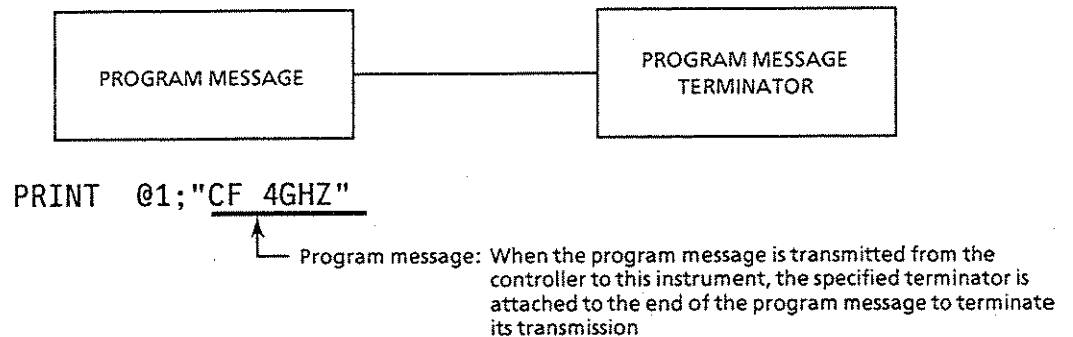 PROGRAM MESSAGE
PROGRAM MESSAGE
TERMINATOR
PRINT @1;"CF 4GHZ"
Program message: When the program message is transmitted from the
controller to this instrument, the specified terminator is
attached to the end of the program message to terminate
its transmission